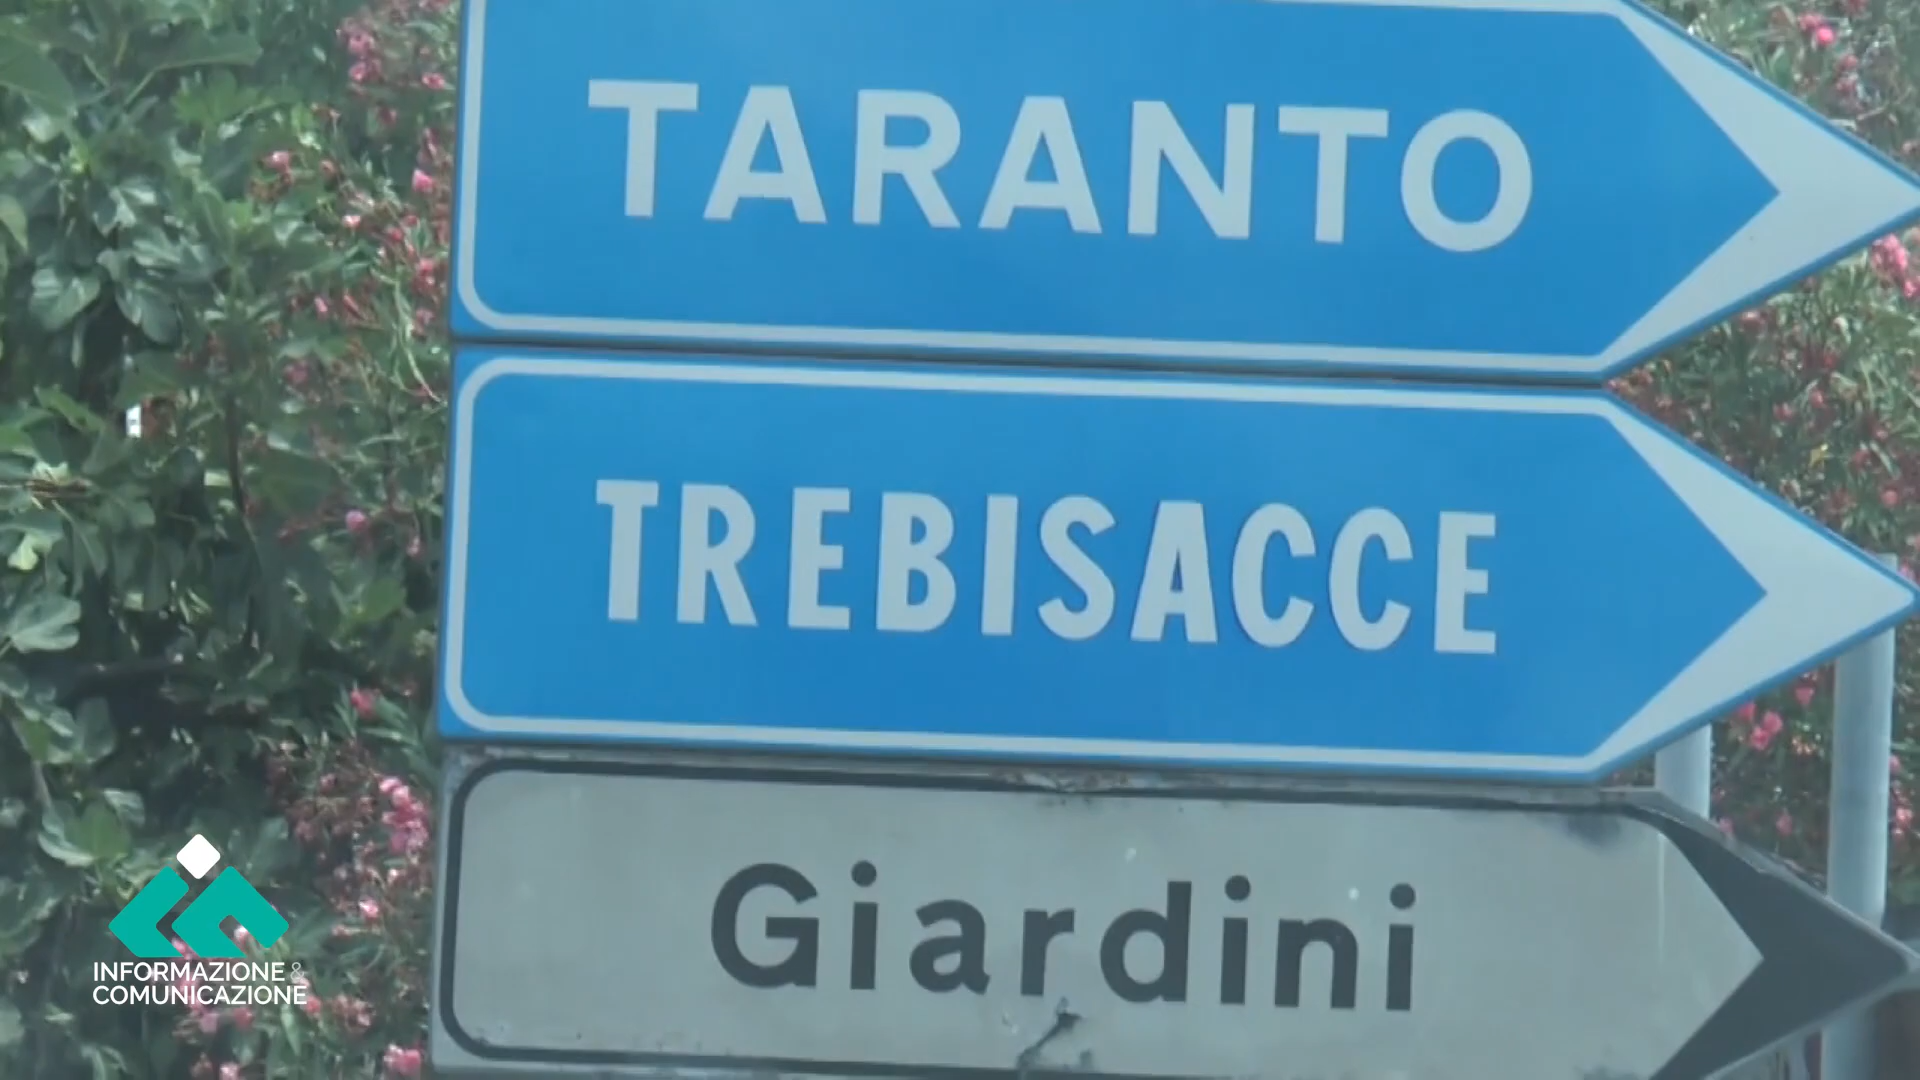 TARANTO
TREBISACCE
Giardini
INFORMAZIONE &
COMUNICAZIONE